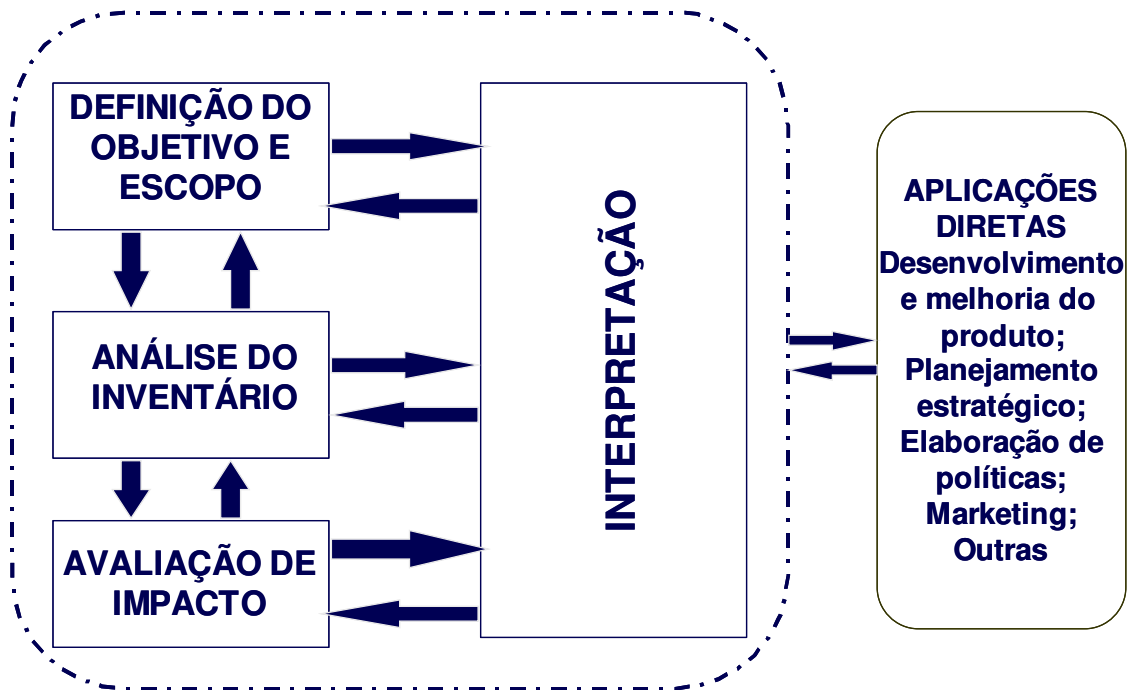 DEFINIÇÃO DO
OBJETIVO E
ESCOPO
ANÁLISE DO
INVENTÁRIO
AVALIAÇÃO DE
IMPACTO
INTERPRETAÇÃO
APLICAÇÕES
DIRETAS
Desenvolvimento
e melhoria do
produto;
Planejamento
estratégico;
Elaboração de
políticas;
Marketing;
Outras